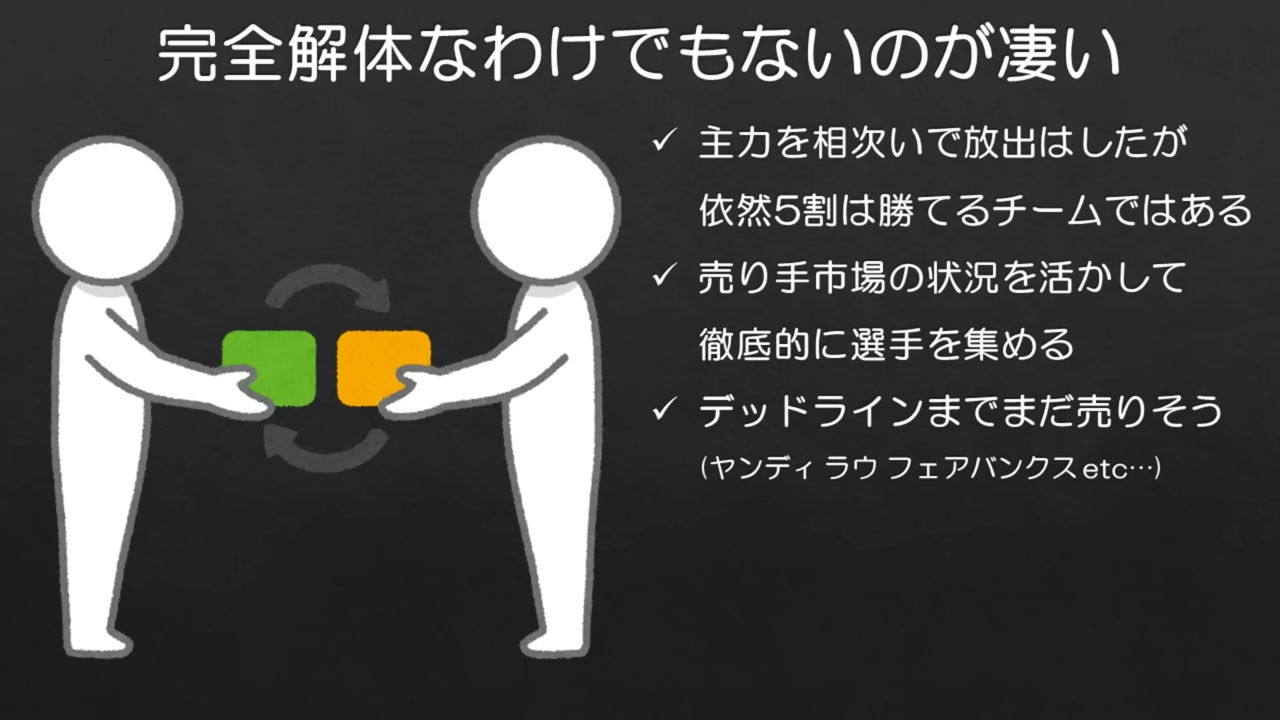 完全解体なわけでもないのが凄い
✓ 主力を相次いで放出はしたが
依然5割は勝てるチームではある
✓ 売り手市場の状況を活かして
徹底的に選手を集める
✓ デッドラインまでまだ売りそう
(ヤンディ ラウ フェアバンクス etc…)